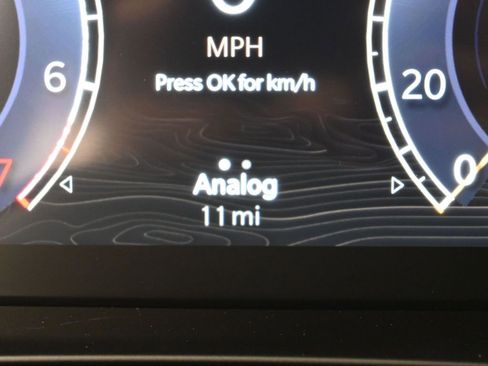 MPH
Press OK for km/h
6
20
0
Analog
11 mi